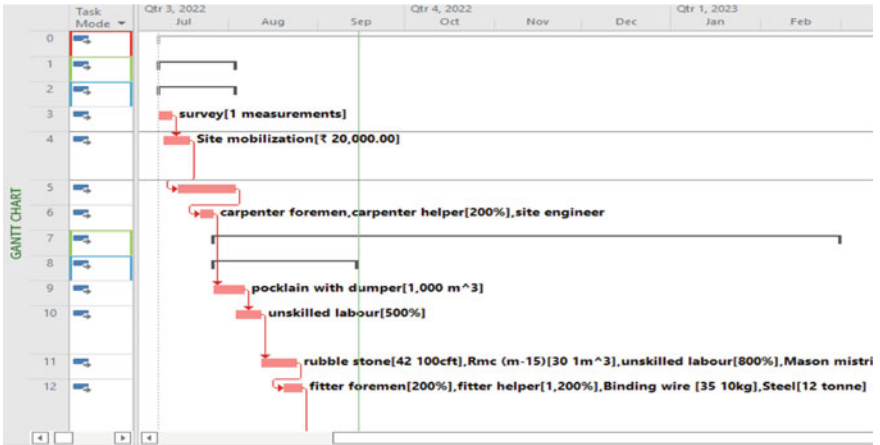 Task
Mode
Qtr 3, 2022
Qtr 4, 2022
Qtr 1, 2023
Jul
Aug
Sep
Oct
Nov
Dec
Jan
Feb
GANTT CHART
0
1
2
3
survey[1 measurements]
4
Site mobilization[₹ 20,000.00]
5
6
carpenter foremen,carpenter helper[200%],site engineer
7
8
9
pocklain with dumper[1,000 m^3]
10
unskilled labour[500%]
11
rubble stone[42 100cft],Rmc (m-15)[30 1m^3],unskilled labour[800%],Mason mistri
12
fitter foremen[200%],fitter helper[1,200%],Binding wire [35 10kg],Steel[12 tonne]